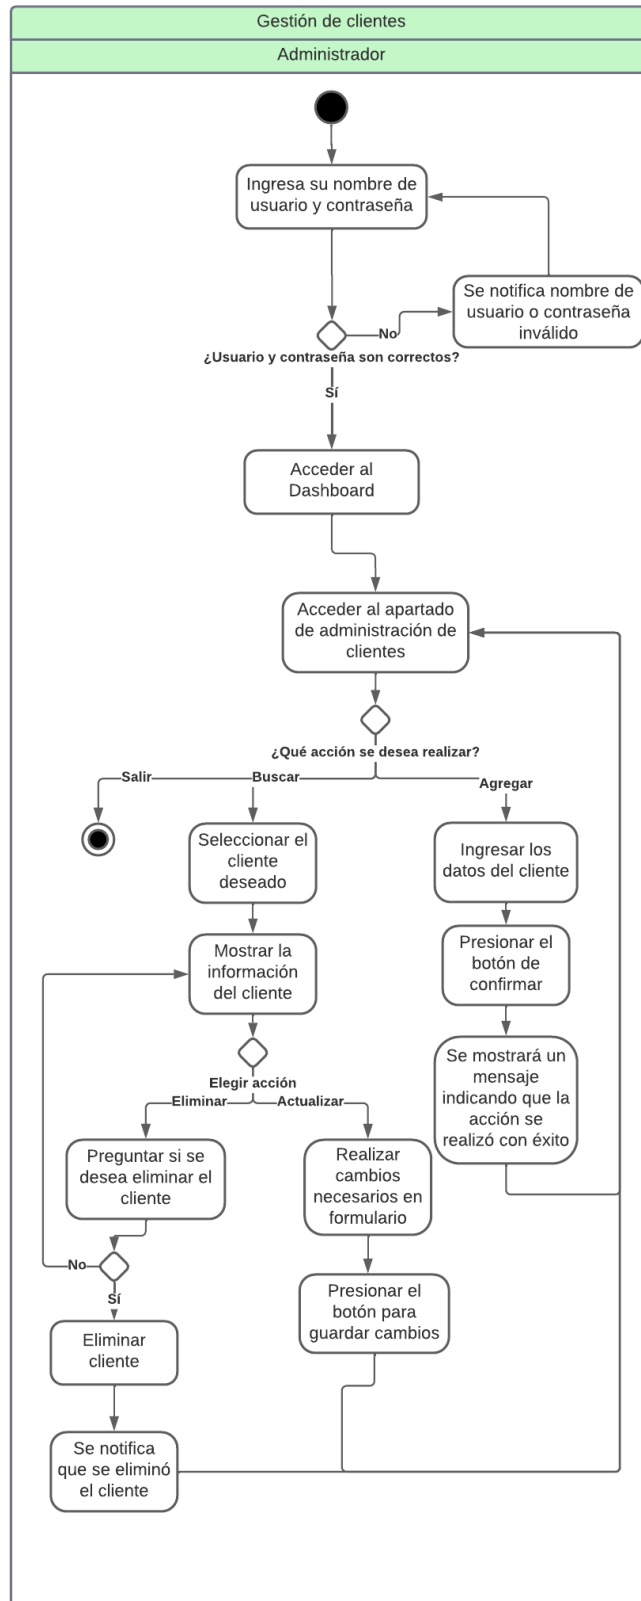 Gestión de clientes
Administrador
Ingresa su nombre de
usuario y contraseña
Se notifica nombre de
usuario o contraseña
inválido
No
¿Usuario y contraseña son correctos?
Sí
Acceder al
Dashboard
Acceder al apartado
de administración de
clientes
¿Qué acción se desea realizar?
Salir
Buscar
Agregar
Seleccionar el
cliente
deseado
Ingresar los
datos del cliente
Mostrar la
información
del cliente
Presionar el
botón de
confirmar
Se mostrará un
mensaje
indicando que la
acción se
realizó con éxito
Elegir acción
Eliminar
Actualizar
Preguntar si se
desea eliminar el
cliente
Realizar
cambios
necesarios en
formulario
No
Sí
Presionar el
botón para
guardar cambios
Eliminar
cliente
Se notifica
que se eliminó
el cliente